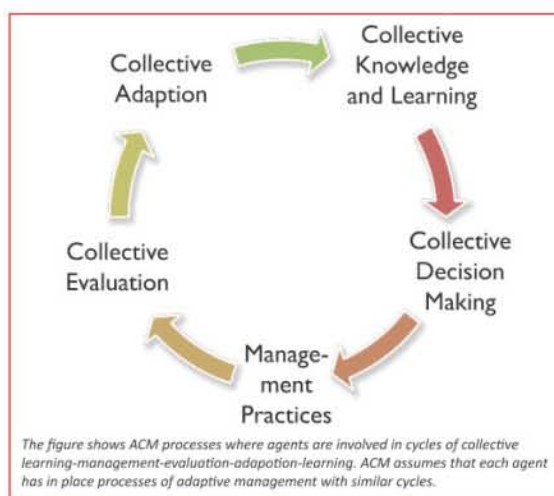 Collective
Knowledge
and Learning
Collective
Adaption
Collective
Decision
Making
Collective
Evaluation
Manage-
ment
Practices
The figure shows ACM processes where agents are involved in cycles of collective
learning-management-evaluation-adapotion-learning. ACM assumes that each agent
has in place processes of adaptive management with similar cycles.